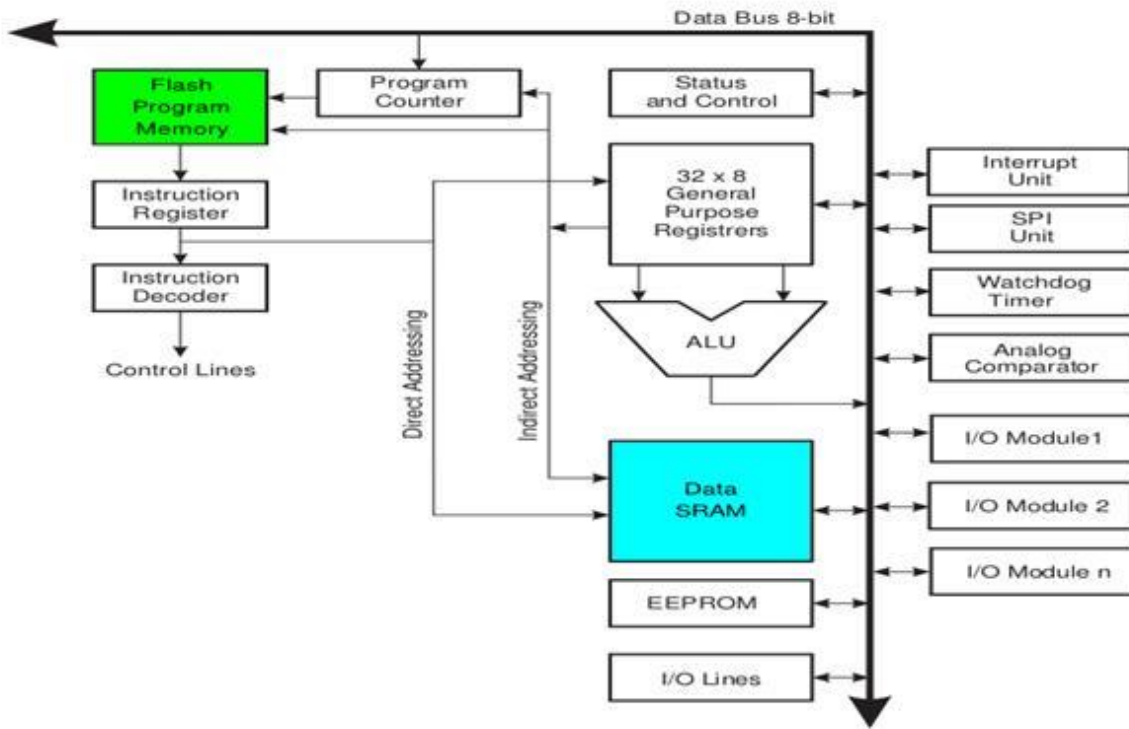 Data Bus 8-bit
Flash
Program
Memory
Program
Counter
Status
and Control
Interrupt
Unit
32 x 8
General
Purpose
Registrers
Instruction
Register
SPI
Unit
Instruction
Decoder
Watchdog
Timer
Control Lines
Direct Addressing
Indirect Addressing
ALU
Analog
Comparator
I/O Module1
Data
SRAM
I/O Module 2
I/O Module n
EEPROM
I/O Lines